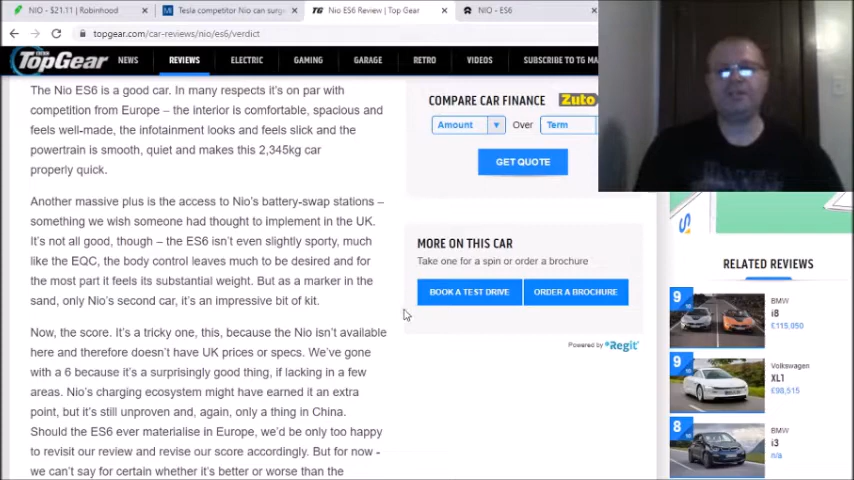 NIO - $21.11 | Robinhood
Tesla competitor Nio can surge
Nio ES6 Review | Top Gear
NIO - ES6
topgear.com/car-reviews/nio/es6/verdict
BBC
TopGear
NEWS
REVIEWS
ELECTRIC
GAMING
GARAGE
RETRO
VIDEOS
SUBSCRIBE TO TG MA
The Nio ES6 is a good car. In many respects it's on par with
competition from Europe – the interior is comfortable, spacious and
feels well-made, the infotainment looks and feels slick and the
powertrain is smooth, quiet and makes this 2,345kg car
properly quick.
Another massive plus is the access to Nio's battery-swap stations –
something we wish someone had thought to implement in the UK.
It's not all good, though – the ES6 isn't even slightly sporty, much
like the EQC, the body control leaves much to be desired and for
the most part it feels its substantial weight. But as a marker in the
sand, only Nio's second car, it's an impressive bit of kit.
Now, the score. It's a tricky one, this, because the Nio isn't available
here and therefore doesn't have UK prices or specs. We've gone
with a 6 because it's a surprisingly good thing, if lacking in a few
areas. Nio's charging ecosystem might have earned it an extra
point, but it's still unproven and, again, only a thing in China.
Should the ES6 ever materialise in Europe, we'd be only too happy
to revisit our review and revise our score accordingly. But for now -
we can't say for certain whether it's better or worse than the
COMPARE CAR FINANCE
Zuto
Amount
Over
Term
GET QUOTE
MORE ON THIS CAR
Take one for a spin or order a brochure
BOOK A TEST DRIVE
ORDER A BROCHURE
Powered by Regit
RELATED REVIEWS
9
BMW
i8
£115,050
9
Volkswagen
XL1
£98,515
8
BMW
i3
n/a